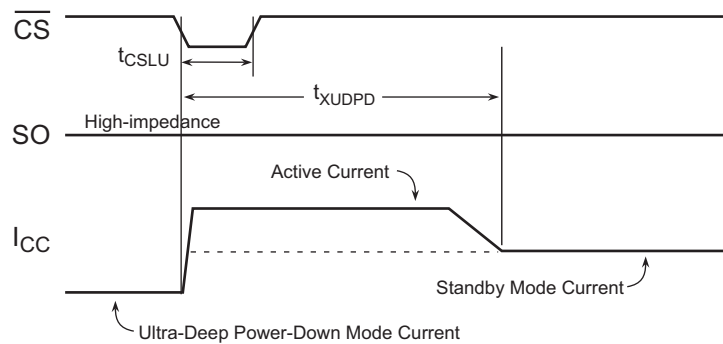 CS
tCSLU
tXUDPD
High-impedance
SO
Active Current
ICC
Standby Mode Current
Ultra-Deep Power-Down Mode Current